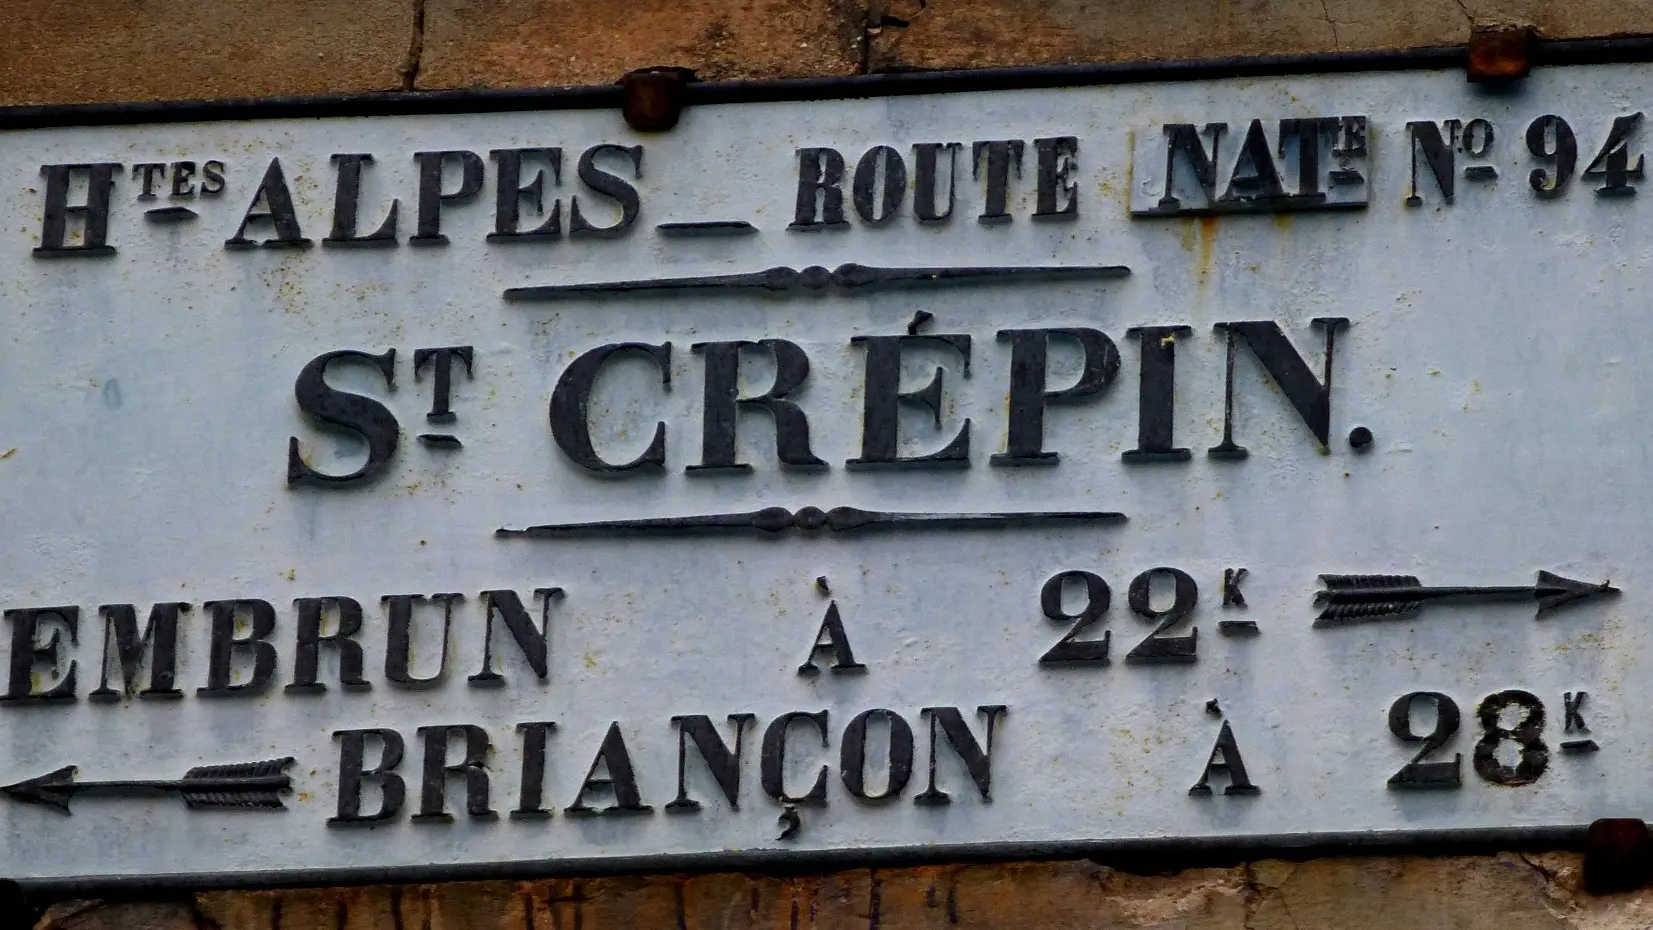 Htes ALPES _ ROUTE NATle No 94
St CRÉPIN.
EMBRUN À 22K
BRIANÇON À 28K